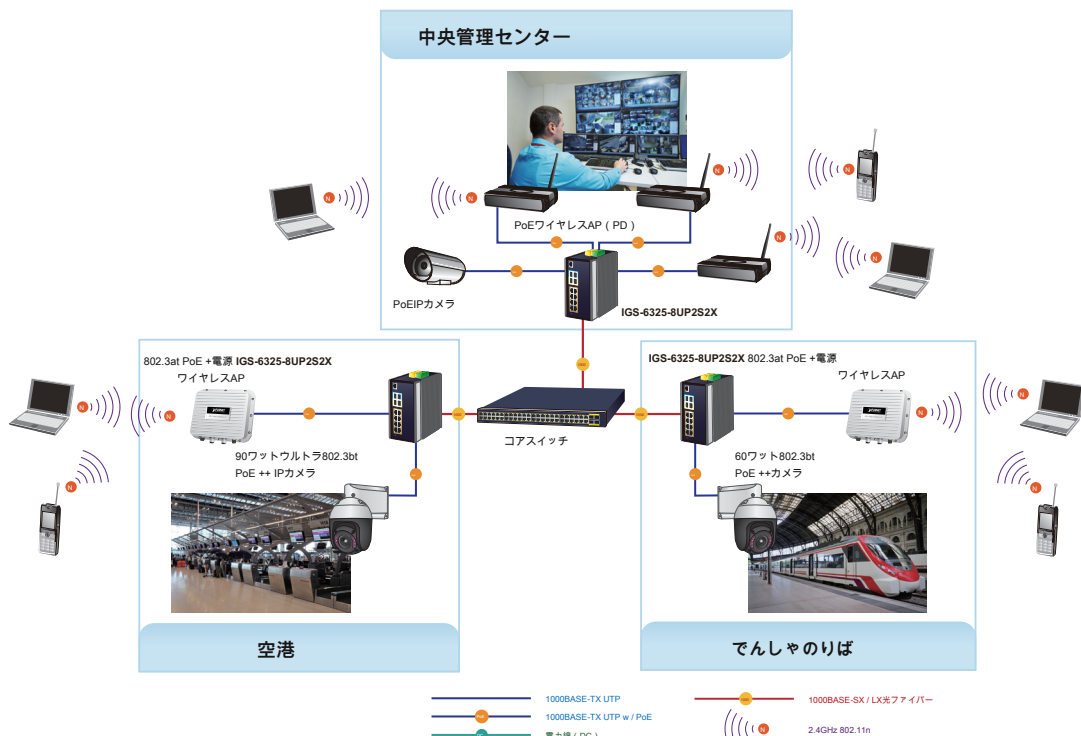 中央管理センター
PoEワイヤレスAP ( PD )
PoEIPカメラ
IGS-6325-8UP2S2X
802.3at PoE +電源 IGS-6325-8UP2S2X
ワイヤレスAP
IGS-6325-8UP2S2X 802.3at PoE +電源
ワイヤレスAP
コアスイッチ
90ワットウルトラ802.3bt
PoE ++ IPカメラ
60ワット802.3bt
PoE ++カメラ
空港
でんしゃのりば
1000BASE-TX UTP
1000BASE-SX / LX光ファイバー
1000BASE-TX UTP w / PoE
2.4GHz 802.11n
電力線 ( DC )